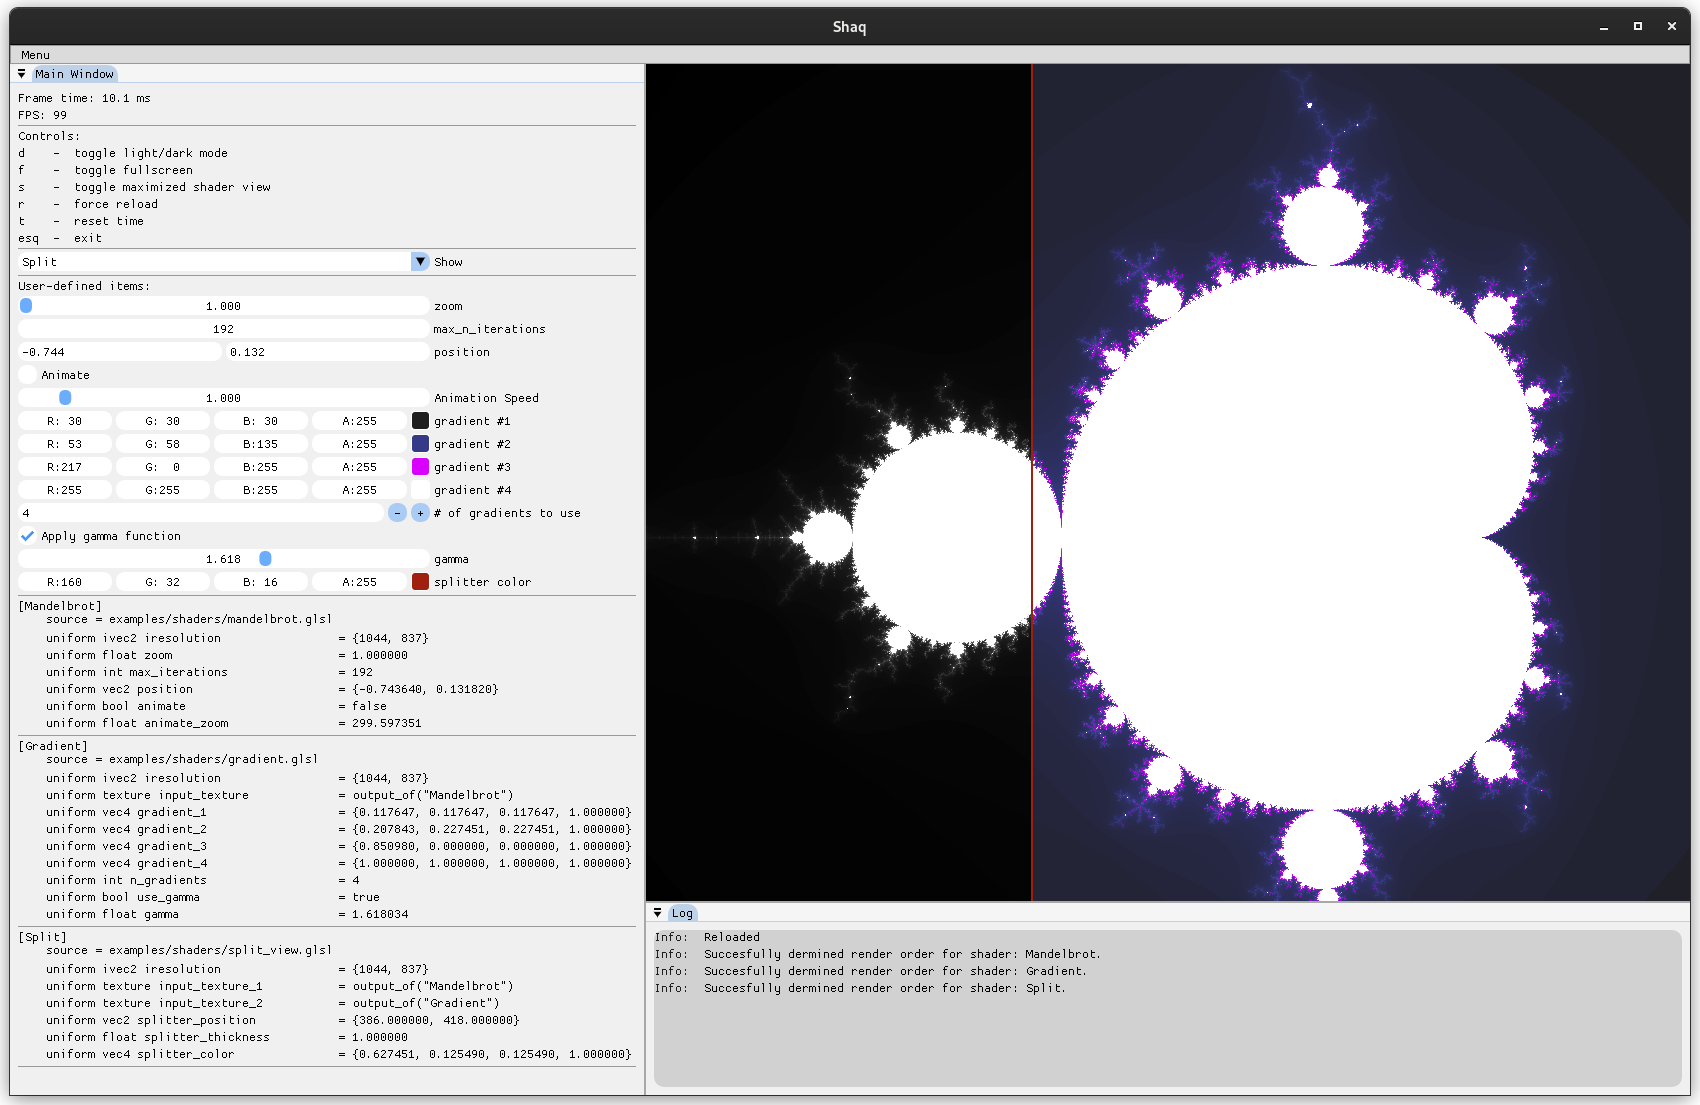 Shaq
Menu
Main Window
Frame time: 10.1 ms
FPS: 99
Controls:
d - toggle light/dark mode
f - toggle fullscreen
s - toggle maximized shader view
r - force reload
t - reset time
esq - exit
Split Show
User-defined items:
1.000 zoom
192 max_n_iterations
-0.744 0.132 position
Animate
1.000 Animation Speed
R: 30 G: 30 B: 30 A:255 gradient #1
R: 53 G: 58 B:135 A:255 gradient #2
R:217 G: 0 B:255 A:255 gradient #3
R:255 G:255 B:255 A:255 gradient #4
4 - + # of gradients to use
Apply gamma function
1.618 gamma
R:160 G: 32 B: 16 A:255 splitter color
[Mandelbrot]
source = examples/shaders/mandelbrot.glsl
uniform ivec2 iresolution = {1044, 837}
uniform float zoom = 1.000000
uniform int max_iterations = 192
uniform vec2 position = {-0.743640, 0.131820}
uniform bool animate = false
uniform float animate_zoom = 299.597351
[Gradient]
source = examples/shaders/gradient.glsl
uniform ivec2 iresolution = {1044, 837}
uniform texture input_texture = output_of("Mandelbrot")
uniform vec4 gradient_1 = {0.117647, 0.117647, 0.117647, 1.000000}
uniform vec4 gradient_2 = {0.207843, 0.227451, 0.227451, 1.000000}
uniform vec4 gradient_3 = {0.850980, 0.000000, 0.000000, 1.000000}
uniform vec4 gradient_4 = {1.000000, 1.000000, 1.000000, 1.000000}
uniform int n_gradients = 4
uniform bool use_gamma = true
uniform float gamma = 1.618034
[Split]
source = examples/shaders/split_view.glsl
uniform ivec2 iresolution = {1044, 837}
uniform texture input_texture_1 = output_of("Mandelbrot")
uniform texture input_texture_2 = output_of("Gradient")
uniform vec2 splitter_position = {386.000000, 418.000000}
uniform float splitter_thickness = 1.000000
uniform vec4 splitter_color = {0.627451, 0.125490, 0.125490, 1.000000}
Log
Info: Reloaded
Info: Succesfully dermined render order for shader: Mandelbrot.
Info: Succesfully dermined render order for shader: Gradient.
Info: Succesfully dermined render order for shader: Split.